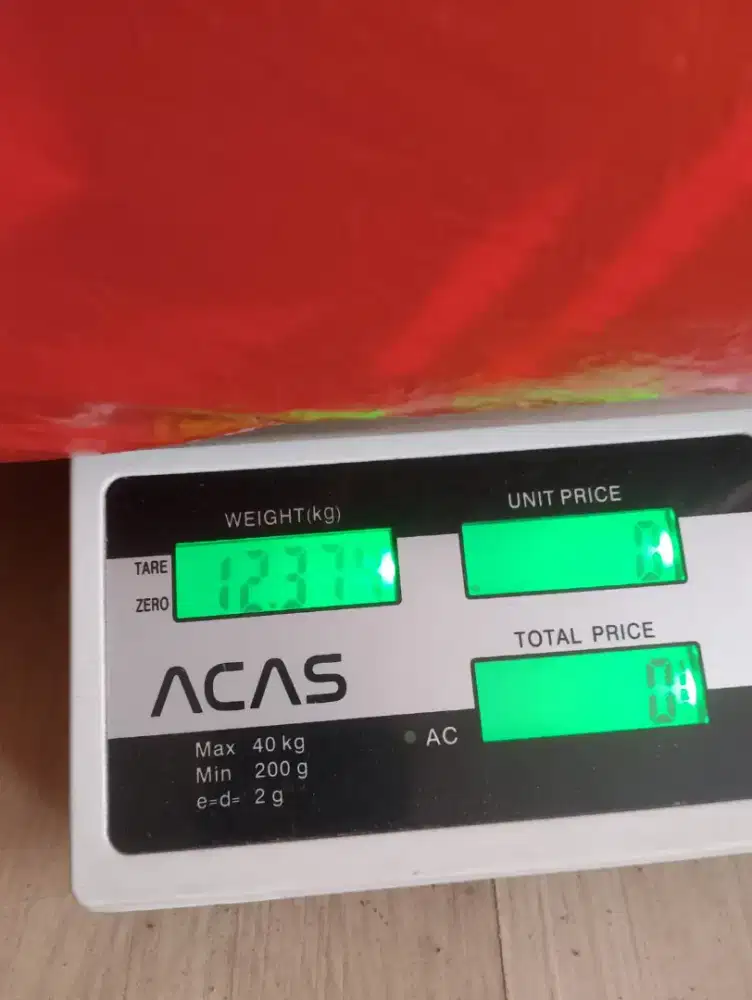 WEIGHT(kg)
UNIT PRICE
TARE
12.37
0
ZERO
TOTAL PRICE
0
ACAS
AC
Max 40 kg
Min 200 g
e=d= 2 g